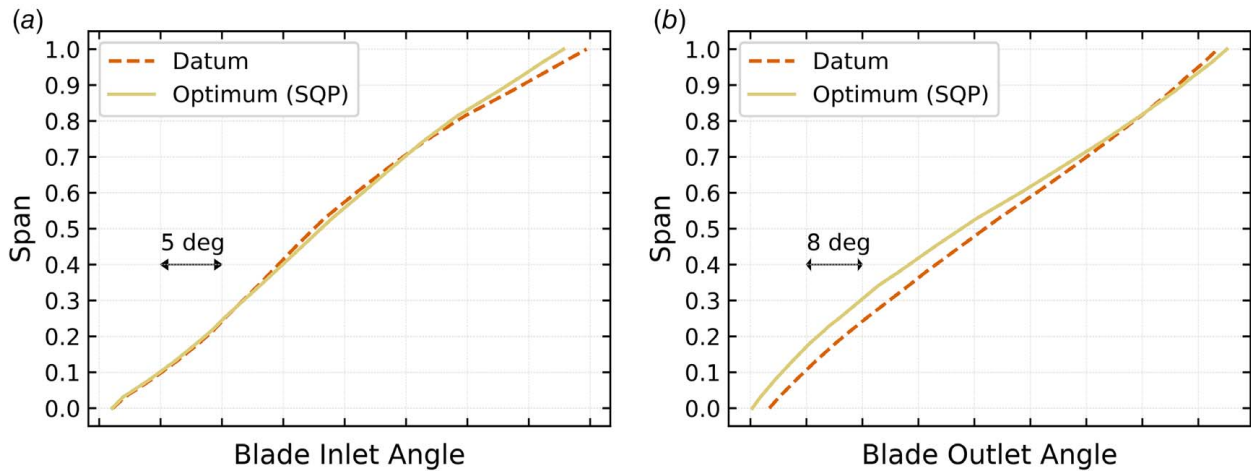 (a)
1.0
0.9
0.8
0.7
0.6
0.5
0.4
0.3
0.2
0.1
0.0
Span
Datum
Optimum (SQP)
5 deg
Blade Inlet Angle
(b)
1.0
0.9
0.8
0.7
0.6
0.5
0.4
0.3
0.2
0.1
0.0
Span
Datum
Optimum (SQP)
8 deg
Blade Outlet Angle